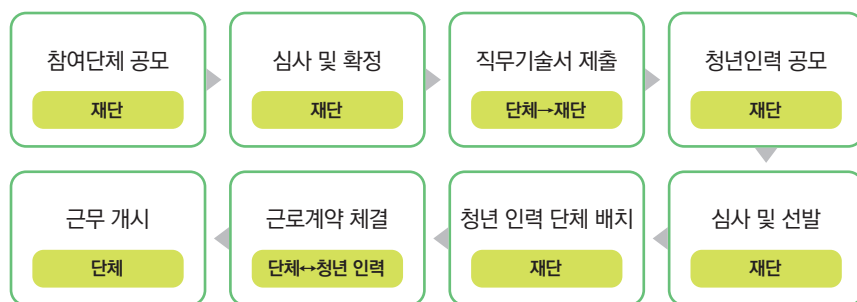 참여단체 공모
재단
심사 및 확정
재단
직무기술서 제출
단체→재단
청년인력 공모
재단
심사 및 선발
재단
청년 인력 단체 배치
재단
근로계약 체결
단체↔청년 인력
근무 개시
단체